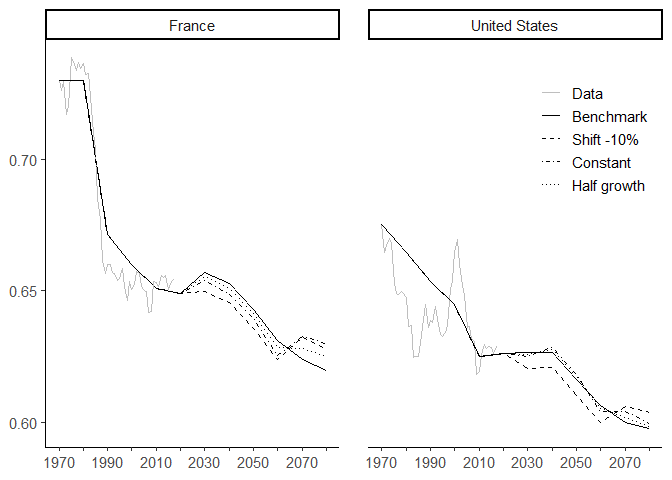 France
United States
Data
Benchmark
Shift -10%
Constant
Half growth
0.70
0.65
0.60
1970 1990 2010 2030 2050 2070
1970 1990 2010 2030 2050 2070